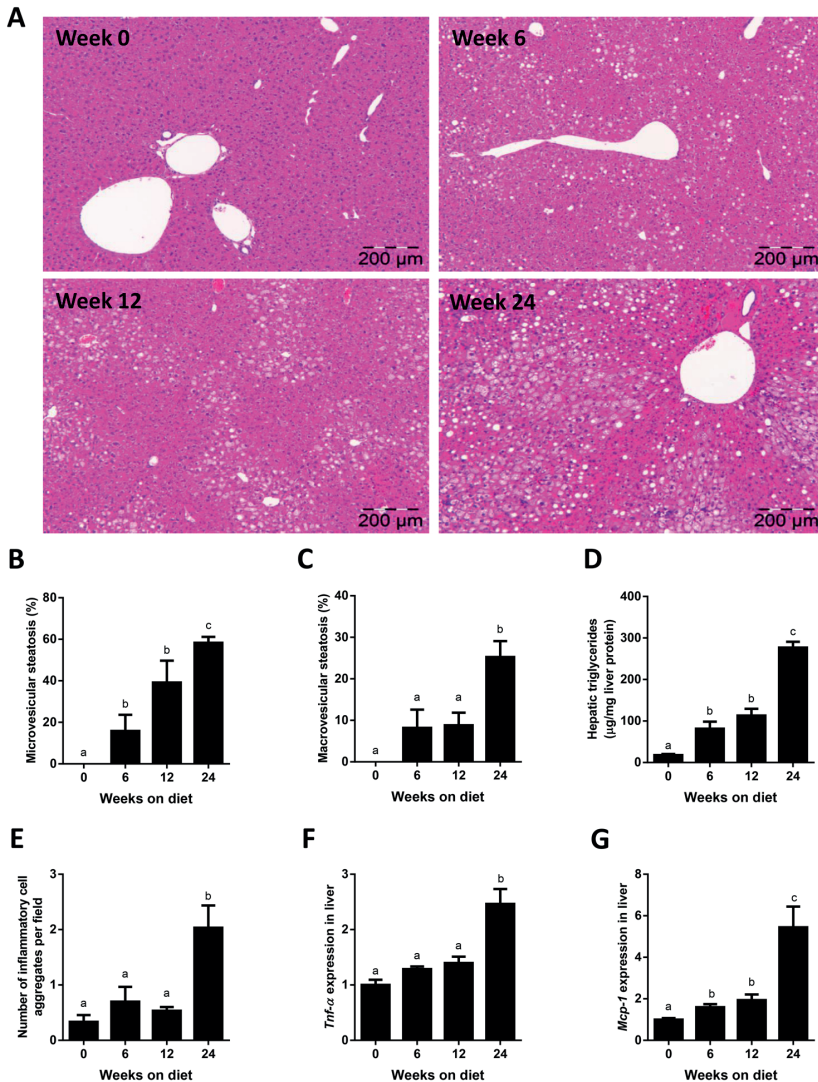 A
Week 0
Week 6
200 µm
200 µm
Week 12
Week 24
200 µm
200 µm
B
Microvesicular steatosis (%)
80
60
40
20
0
a
b
b
c
0 6 12 24
Weeks on diet
C
Macrovesicular steatosis (%)
40
30
20
10
0
a
a
a
b
0 6 12 24
Weeks on diet
D
Hepatic triglycerides
(µg/mg liver protein)
400
300
200
100
0
a
b
b
c
0 6 12 24
Weeks on diet
E
Number of inflammatory cell
aggregates per field
3
2
1
0
a
a
a
b
0 6 12 24
Weeks on diet
F
Tnf-α expression in liver
3
2
1
0
a
a
a
b
0 6 12 24
Weeks on diet
G
Mcp-1 expression in liver
8
6
4
2
0
a
b
b
c
0 6 12 24
Weeks on diet